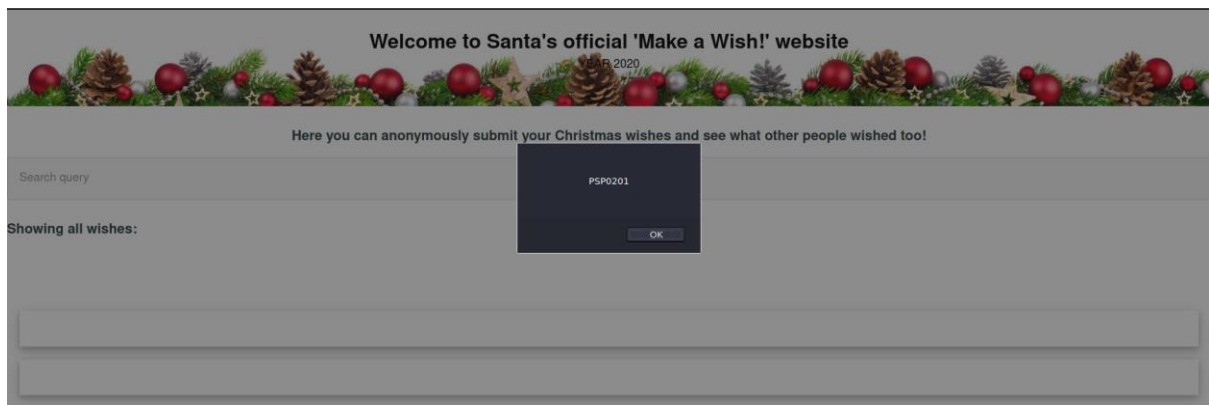 Welcome to Santa's official 'Make a Wish!' website
YEAR 2020
Here you can anonymously submit your Christmas wishes and see what other people wished too!
Search query
PSP0201
OK
Showing all wishes: